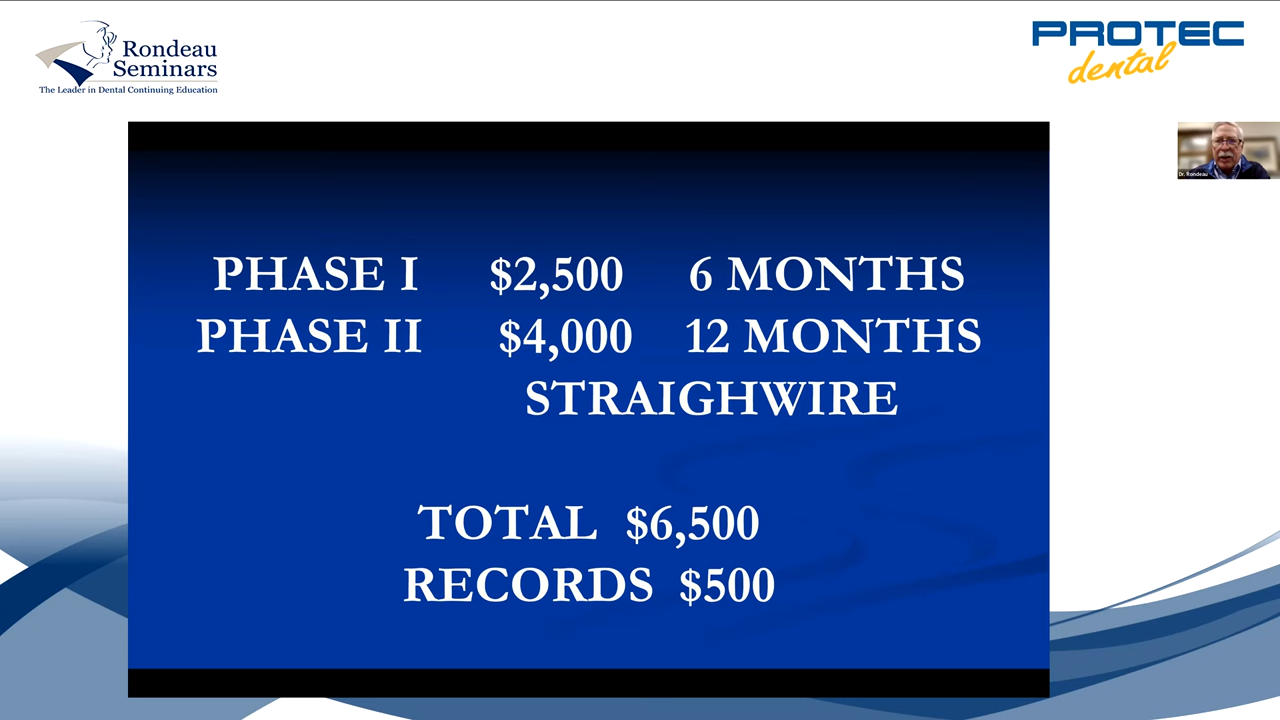 Rondeau
Seminars
The Leader in Dental Continuing Education
PROTEC
dental
Dr. Rondeau
PHASE I $2,500 6 MONTHS
PHASE II $4,000 12 MONTHS
STRAIGHWIRE
TOTAL $6,500
RECORDS $500